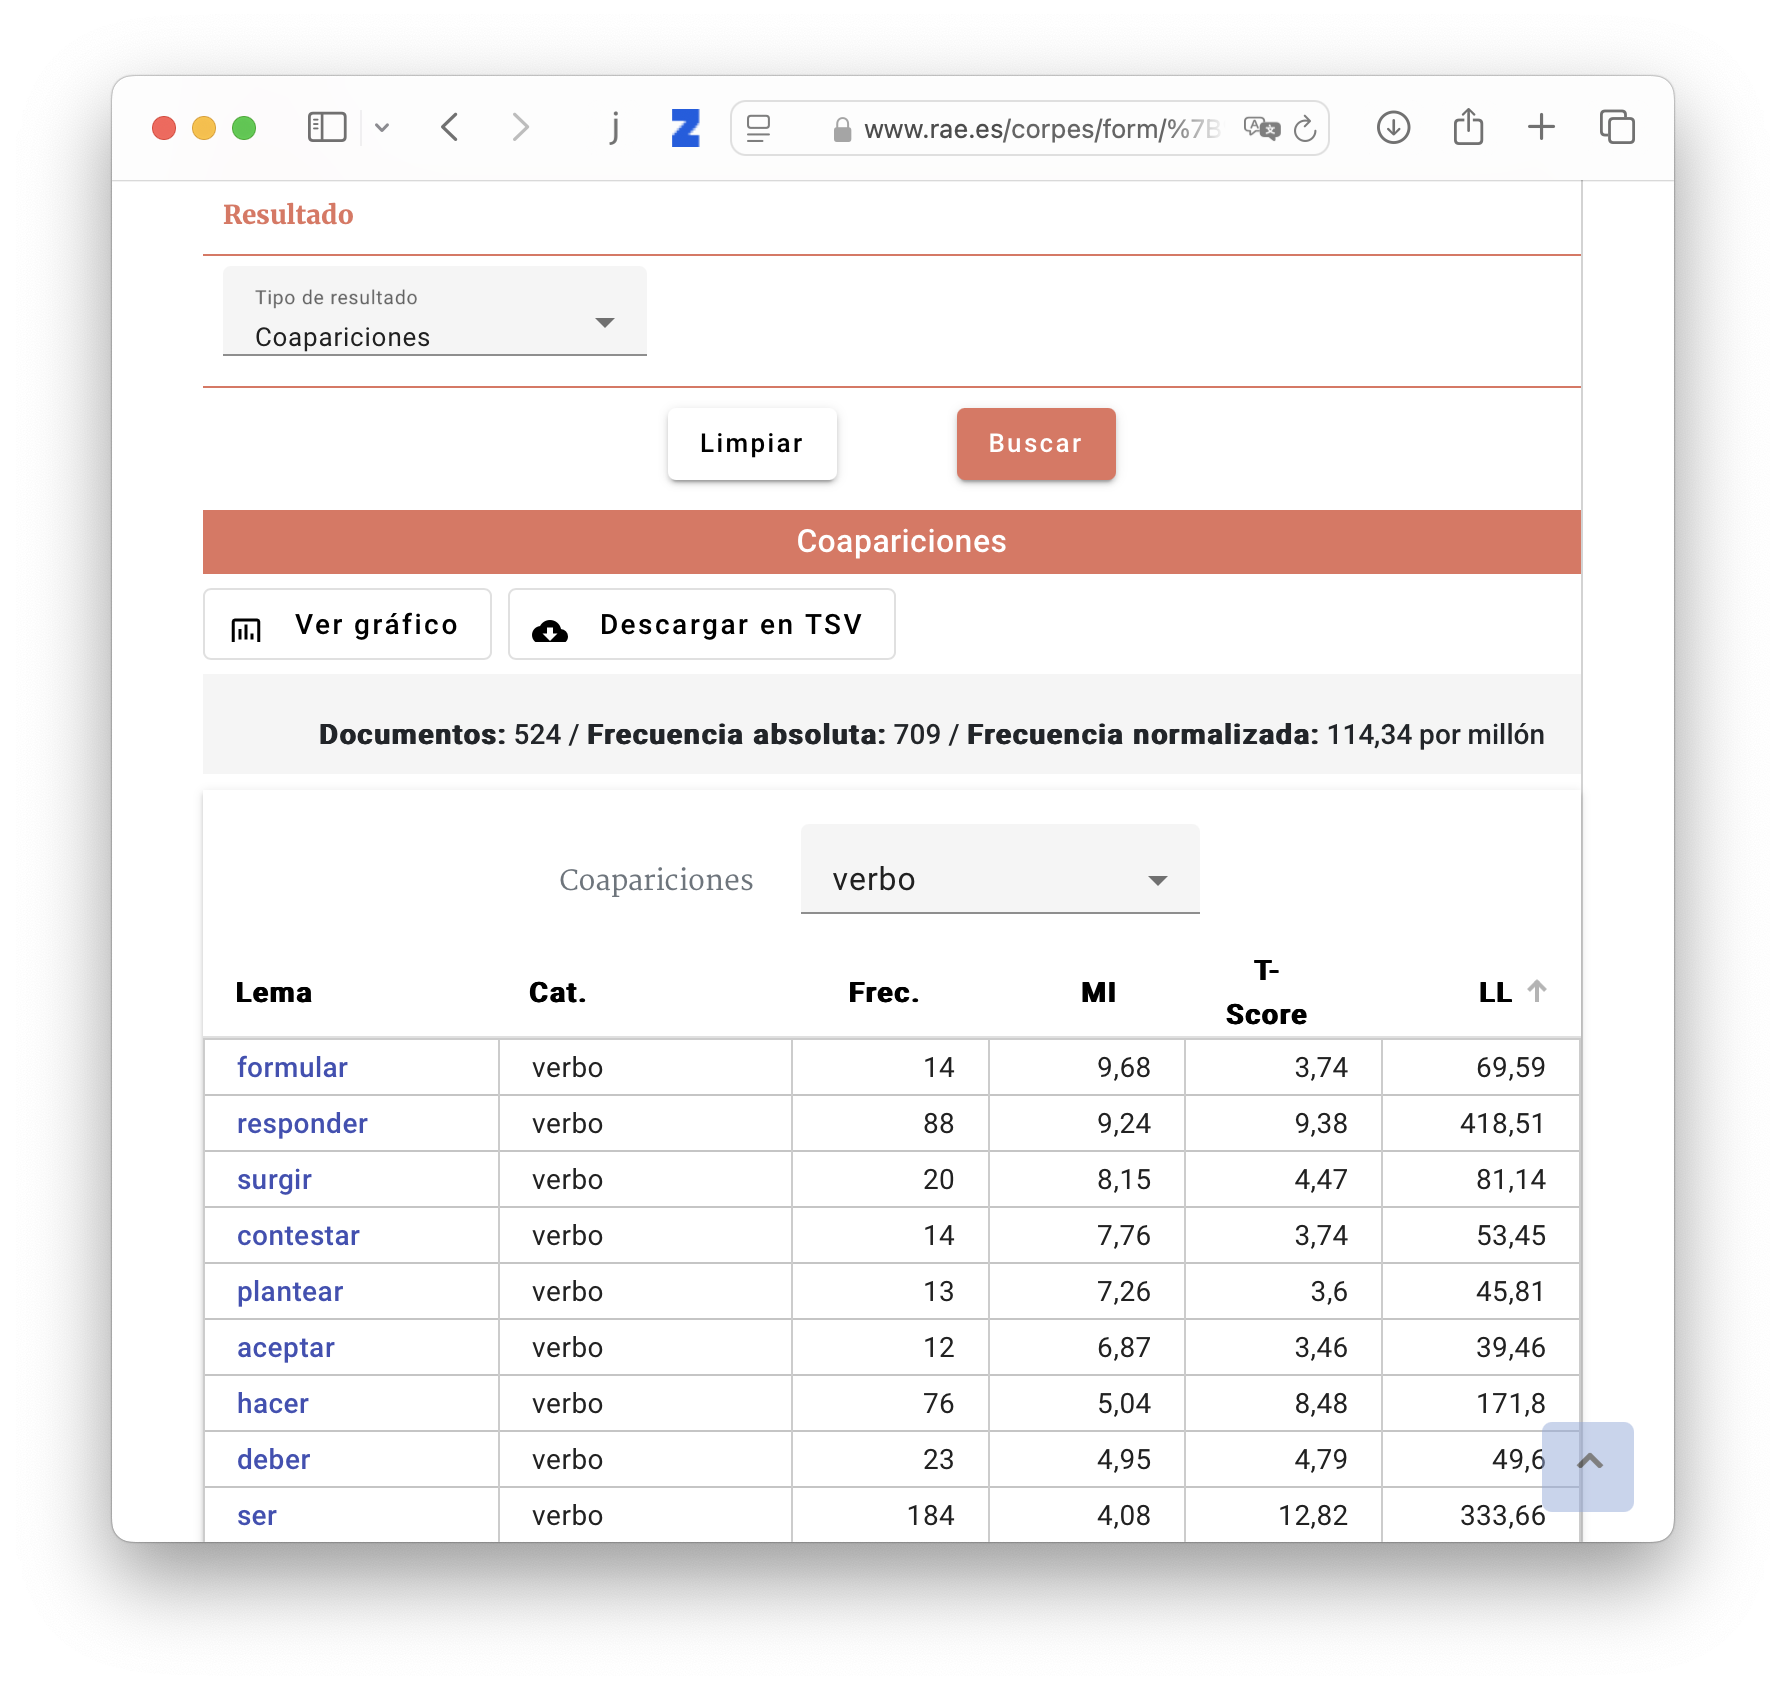 j Z www.rae.es/corpes/form/%7B
Resultado
Tipo de resultado
Coapariciones
Limpiar Buscar
Coapariciones
Ver gráfico Descargar en TSV
Documentos: 524 / Frecuencia absoluta: 709 / Frecuencia normalizada: 114,34 por millón
Coapariciones verbo
Lema Cat. Frec. MI T-Score LL
formular verbo 14 9,68 3,74 69,59
responder verbo 88 9,24 9,38 418,51
surgir verbo 20 8,15 4,47 81,14
contestar verbo 14 7,76 3,74 53,45
plantear verbo 13 7,26 3,6 45,81
aceptar verbo 12 6,87 3,46 39,46
hacer verbo 76 5,04 8,48 171,8
deber verbo 23 4,95 4,79 49,6
ser verbo 184 4,08 12,82 333,66